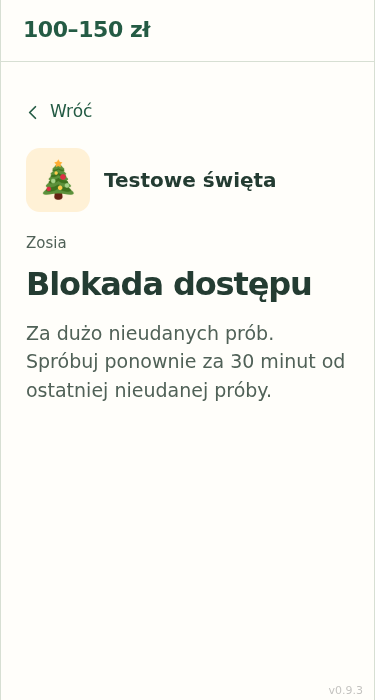 100–150 zł
Wróć
Testowe święta
Zosia
Blokada dostępu
Za dużo nieudanych prób.
Spróbuj ponownie za 30 minut od
ostatniej nieudanej próby.
v0.9.3